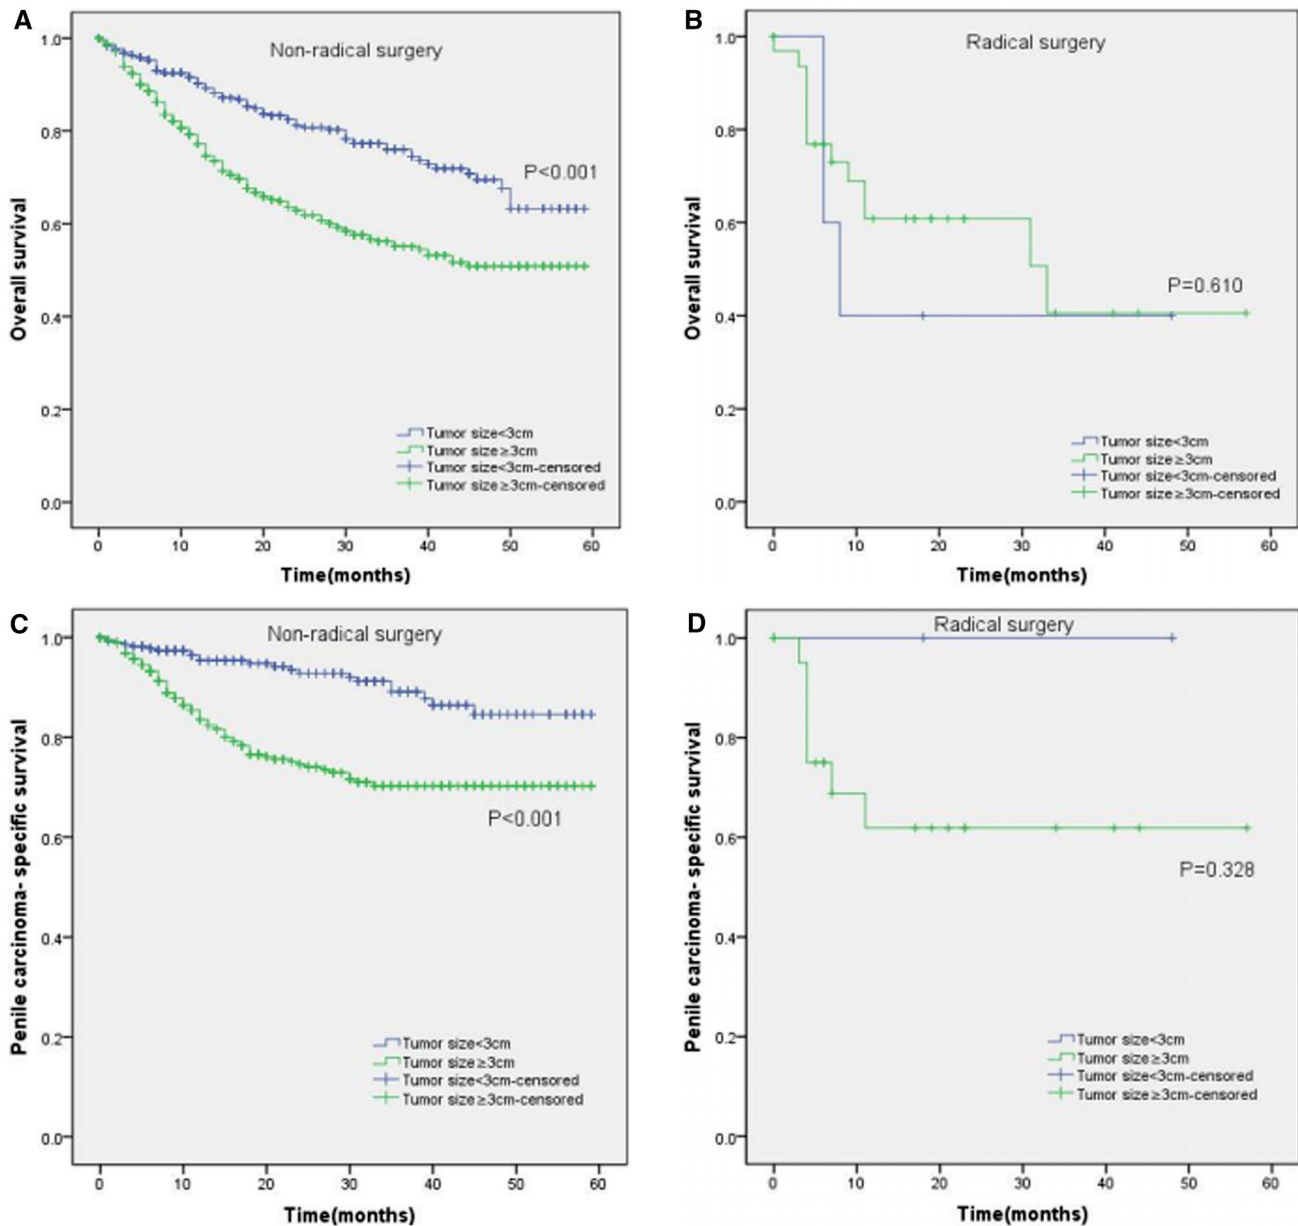 A
Non-radical surgery
Overall survival
1.0
0.8
0.6
0.4
0.2
0.0
P<0.001
Tumor size<3cm
Tumor size≥3cm
Tumor size<3cm-censored
Tumor size≥3cm-censored
0 10 20 30 40 50 60
Time(months)
B
Radical surgery
Overall survival
1.0
0.8
0.6
0.4
0.2
0.0
P=0.610
Tumor size<3cm
Tumor size≥3cm
Tumor size<3cm-censored
Tumor size≥3cm-censored
0 10 20 30 40 50 60
Time(months)
C
Non-radical surgery
Penile carcinoma- specific survival
1.0
0.8
0.6
0.4
0.2
0.0
P<0.001
Tumor size<3cm
Tumor size≥3cm
Tumor size<3cm-censored
Tumor size≥3cm-censored
0 10 20 30 40 50 60
Time(months)
D
Radical surgery
Penile carcinoma- specific survival
1.0
0.8
0.6
0.4
0.2
0.0
P=0.328
Tumor size<3cm
Tumor size≥3cm
Tumor size<3cm-censored
Tumor size≥3cm-censored
0 10 20 30 40 50 60
Time(months)